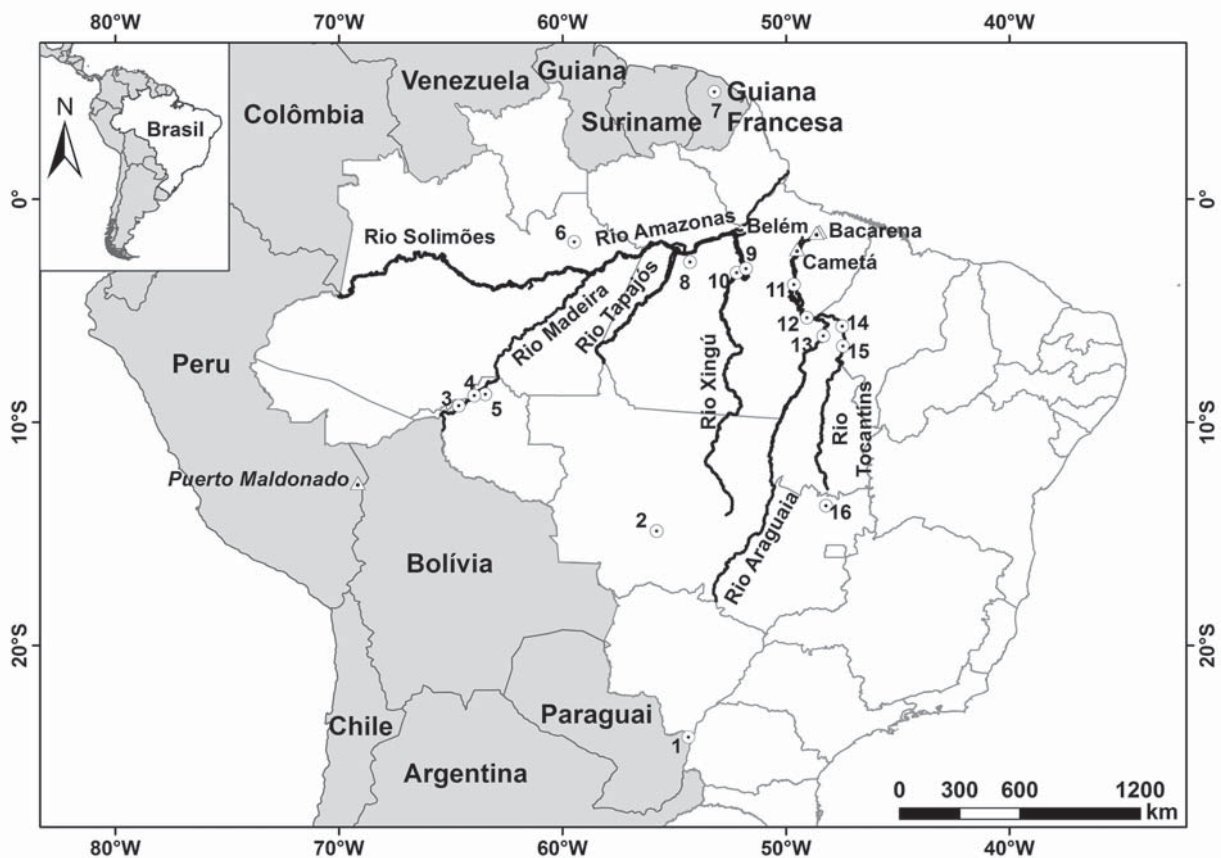 80°W 70°W 60°W 50°W 40°W
N
Brasil
Colômbia
Venezuela
Guiana
Suriname
7
Guiana
Francesa
0°
0°
Rio Solimões
6
Rio Amazonas
Belém
Bacarena
Cametá
8
9
10
11
12
13
14
15
Rio Madeira
Rio Tapajós
Rio Xingú
Rio
Tocantins
Peru
3
4
5
10°S
10°S
Puerto Maldonado
2
16
Rio Araguaia
Bolívia
20°S
20°S
Chile
Paraguai
1
Argentina
0 300 600 1200
km
80°W 70°W 60°W 50°W 40°W